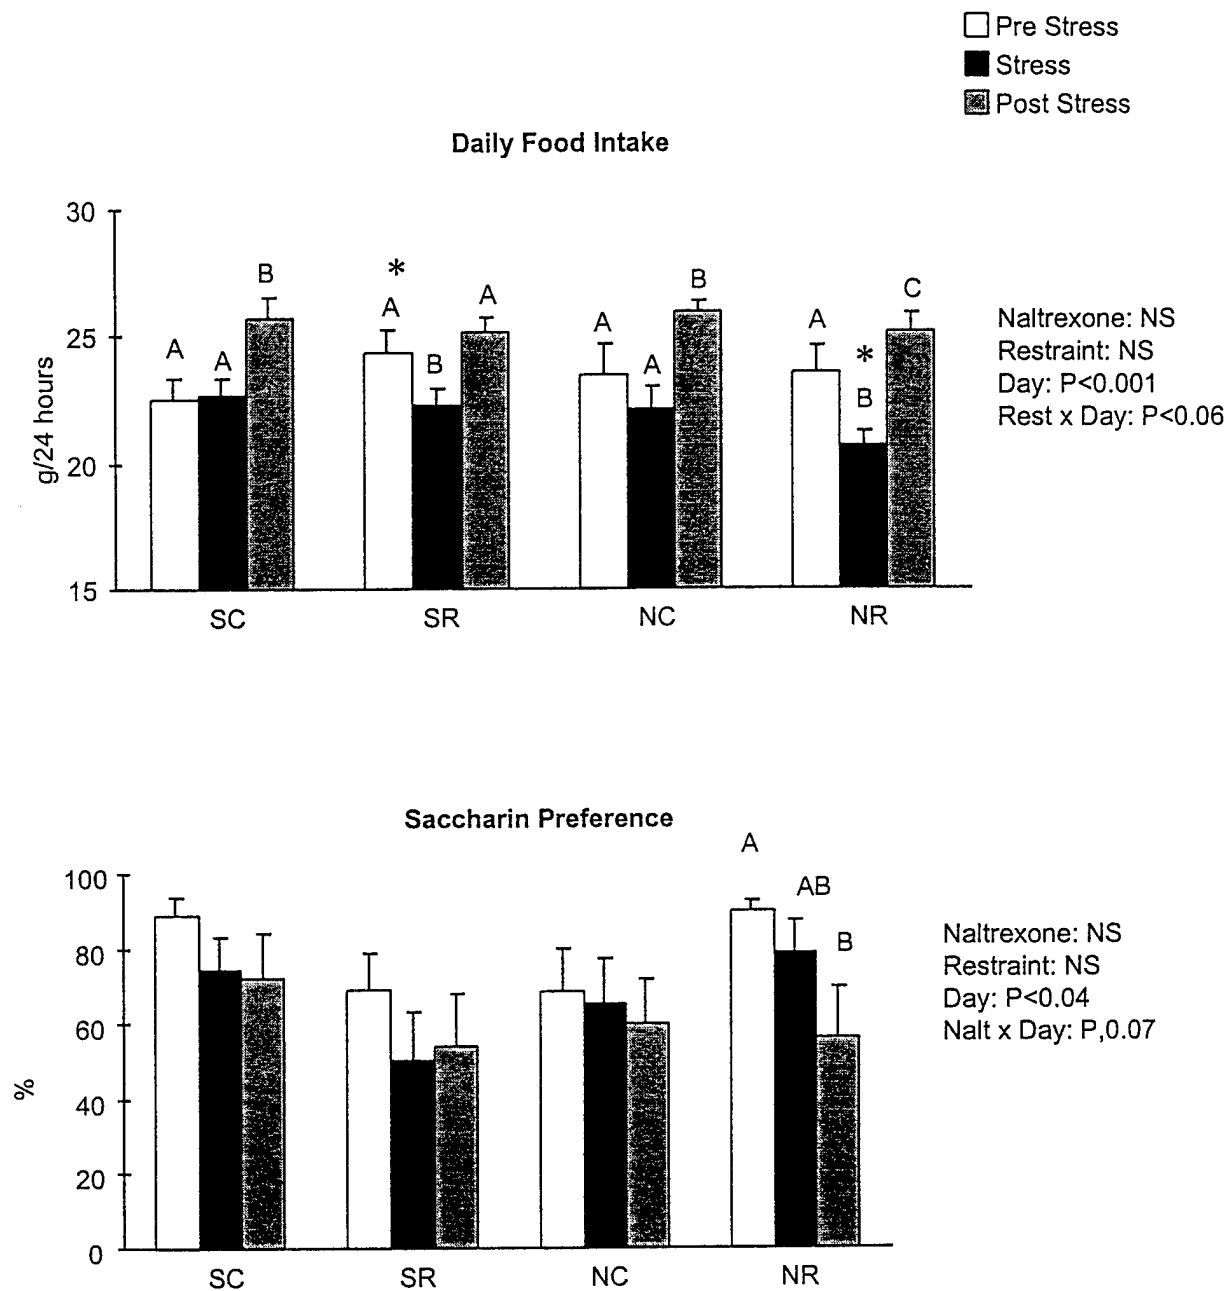 Pre Stress
Stress
Post Stress
Daily Food Intake
30
25
20
15
g/24 hours
A
A
B
*
A
B
A
A
A
B
A
*
B
C
SC
SR
NC
NR
Naltrexone: NS
Restraint: NS
Day: P<0.001
Rest x Day: P<0.06
Saccharin Preference
100
80
60
40
20
0
%
A
AB
B
SC
SR
NC
NR
Naltrexone: NS
Restraint: NS
Day: P<0.04
Nalt x Day: P,0.07